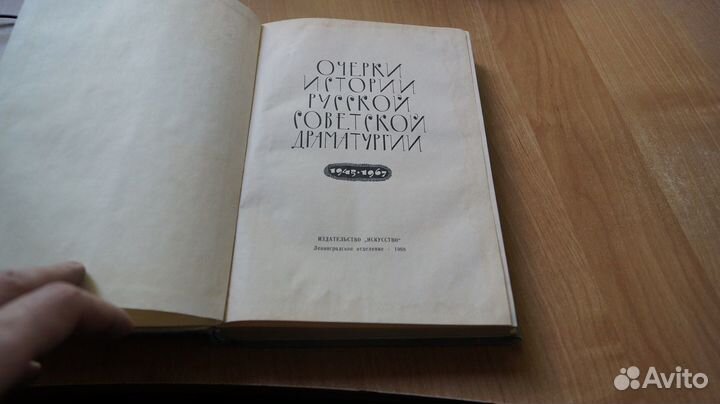 ОЧЕРКИ
ИСТОРИИ
РУССКОЙ
СОВЕТСКОЙ
ДРАМАТУРГИИ
1945·1967
ИЗДАТЕЛЬСТВО „ИСКУССТВО“
Ленинградское отделение · 1968
Avito